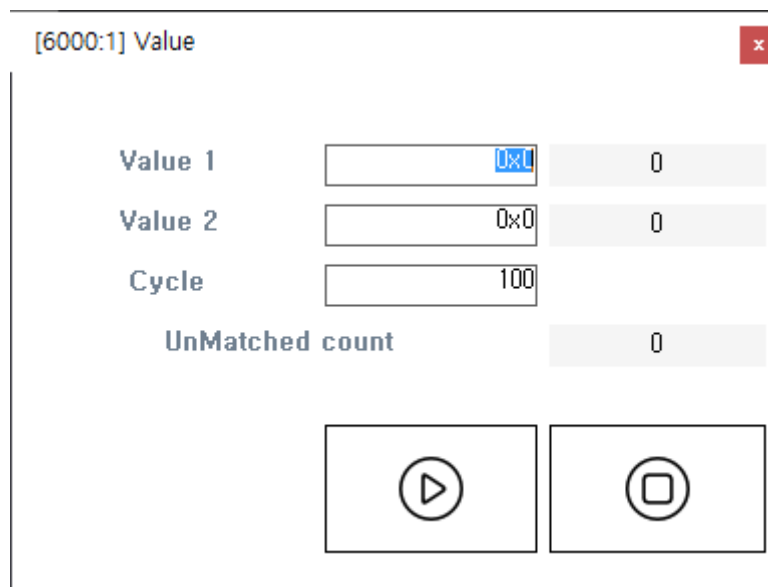 [6000:1] Value
x
Value 1 0x0 0
Value 2 0x0 0
Cycle 100
UnMatched count 0